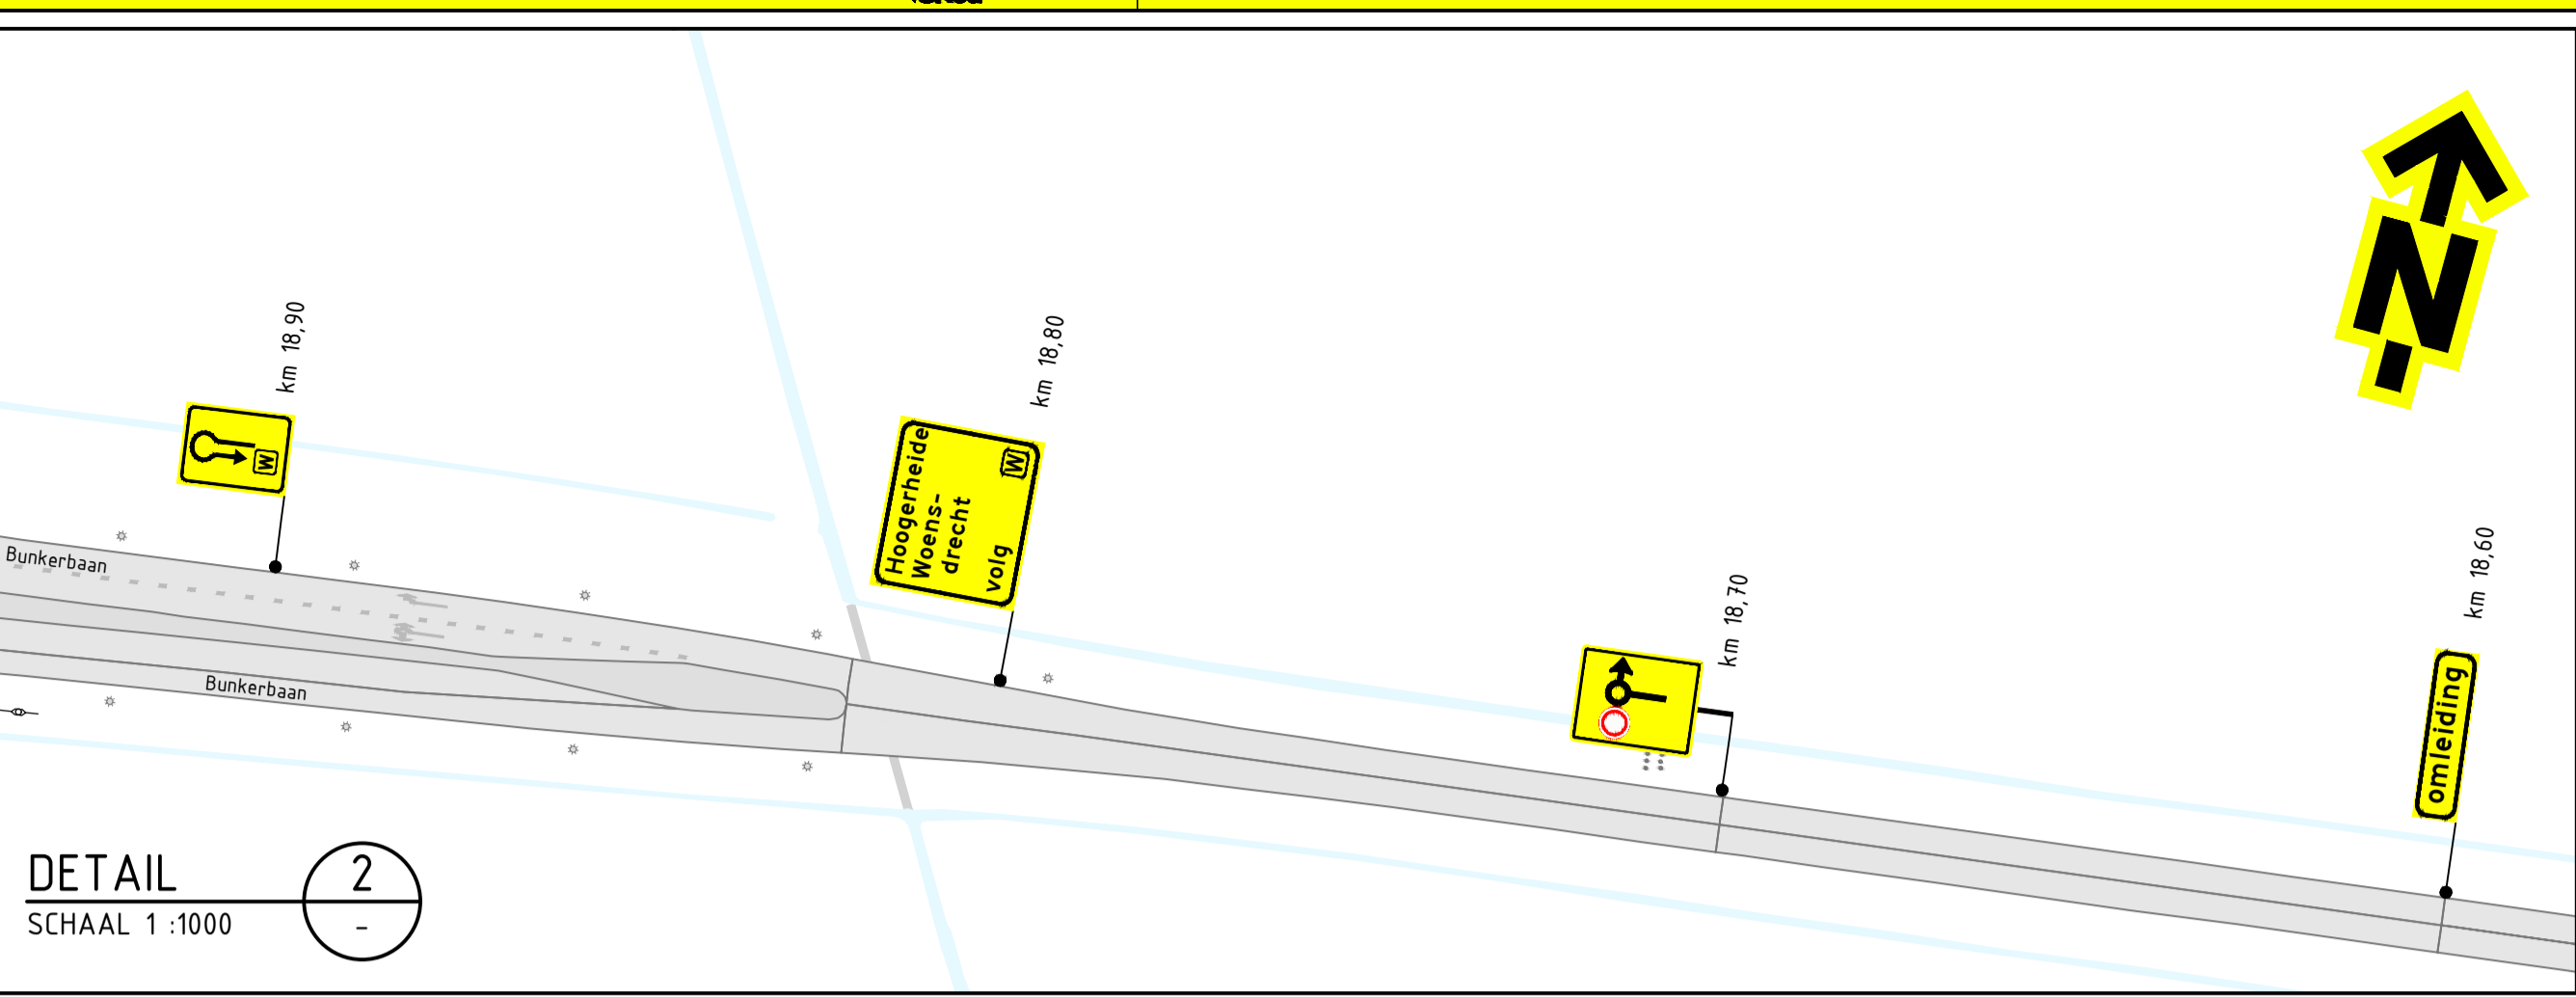 km 18,90
W
km 18,80
Hoogerheide
Woens-
drecht
volg W
km 18,70
km 18,60
omleiding
N
Bunkerbaan
Bunkerbaan
DETAIL
2
SCHAAL 1 :1000
-